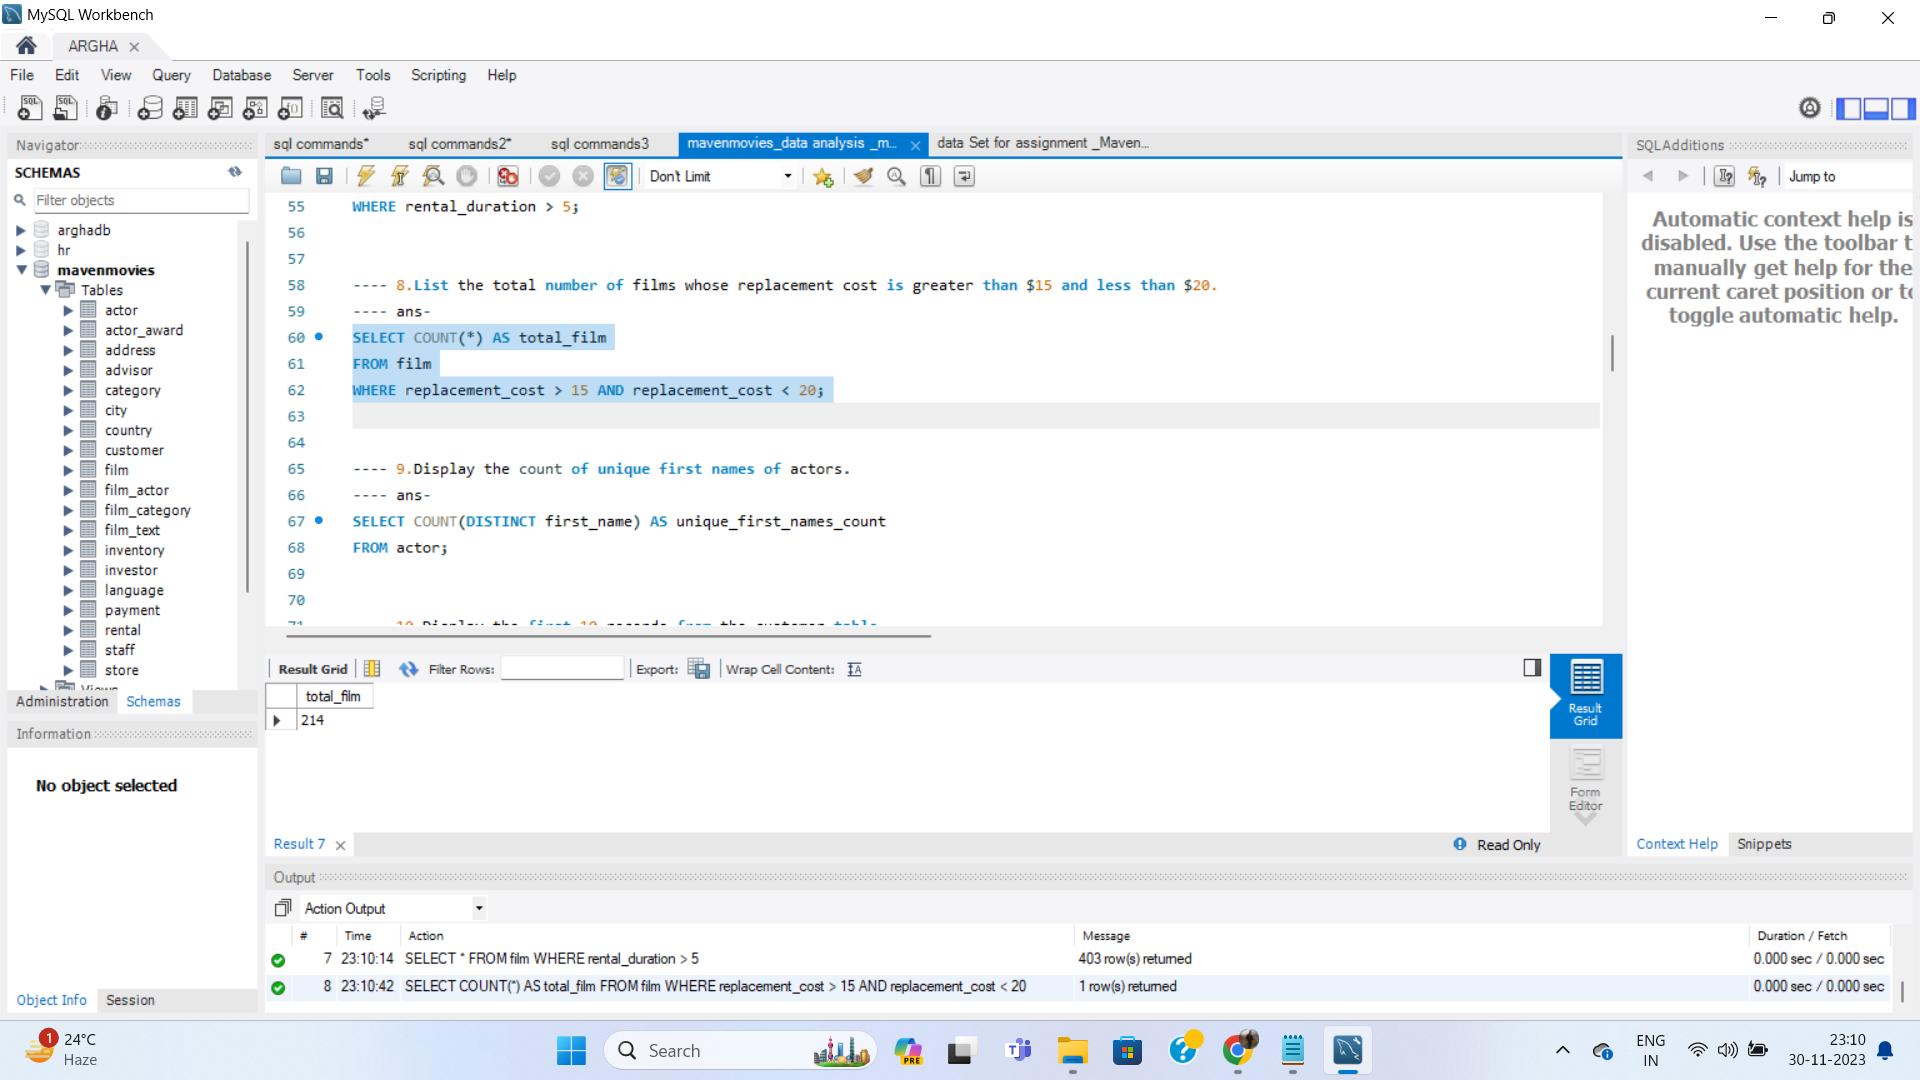 MySQL Workbench
ARGHA
File Edit View Query Database Server Tools Scripting Help
Navigator
SCHEMAS
Filter objects
arghadb
hr
mavenmovies
Tables
actor
actor_award
address
advisor
category
city
country
customer
film
film_actor
film_category
film_text
inventory
investor
language
payment
rental
staff
store
Views
Administration Schemas
Information
No object selected
Object Info Session
sql commands* sql commands2* sql commands3 mavenmovies_data analysis _m... data Set for assignment _Maven...
Don't Limit
55 WHERE rental_duration > 5;
56
57
58 ---- 8.List the total number of films whose replacement cost is greater than $15 and less than $20.
59 ---- ans-
60 SELECT COUNT(*) AS total_film
61 FROM film
62 WHERE replacement_cost > 15 AND replacement_cost < 20;
63
64
65 ---- 9.Display the count of unique first names of actors.
66 ---- ans-
67 SELECT COUNT(DISTINCT first_name) AS unique_first_names_count
68 FROM actor;
69
70
71 ---- 10.Display the first 10 records from the customer table
Result Grid Filter Rows: Export: Wrap Cell Content:
total_film
214
Result Grid
Form Editor
Result 7 Read Only
Output
Action Output
# Time Action Message Duration / Fetch
7 23:10:14 SELECT * FROM film WHERE rental_duration > 5 403 row(s) returned 0.000 sec / 0.000 sec
8 23:10:42 SELECT COUNT(*) AS total_film FROM film WHERE replacement_cost > 15 AND replacement_cost < 20 1 row(s) returned 0.000 sec / 0.000 sec
SQLAdditions
Jump to
Automatic context help is
disabled. Use the toolbar t
manually get help for the
current caret position or to
toggle automatic help.
Context Help Snippets
1
24°C
Haze
Search
PRE
ENG
IN
23:10
30-11-2023